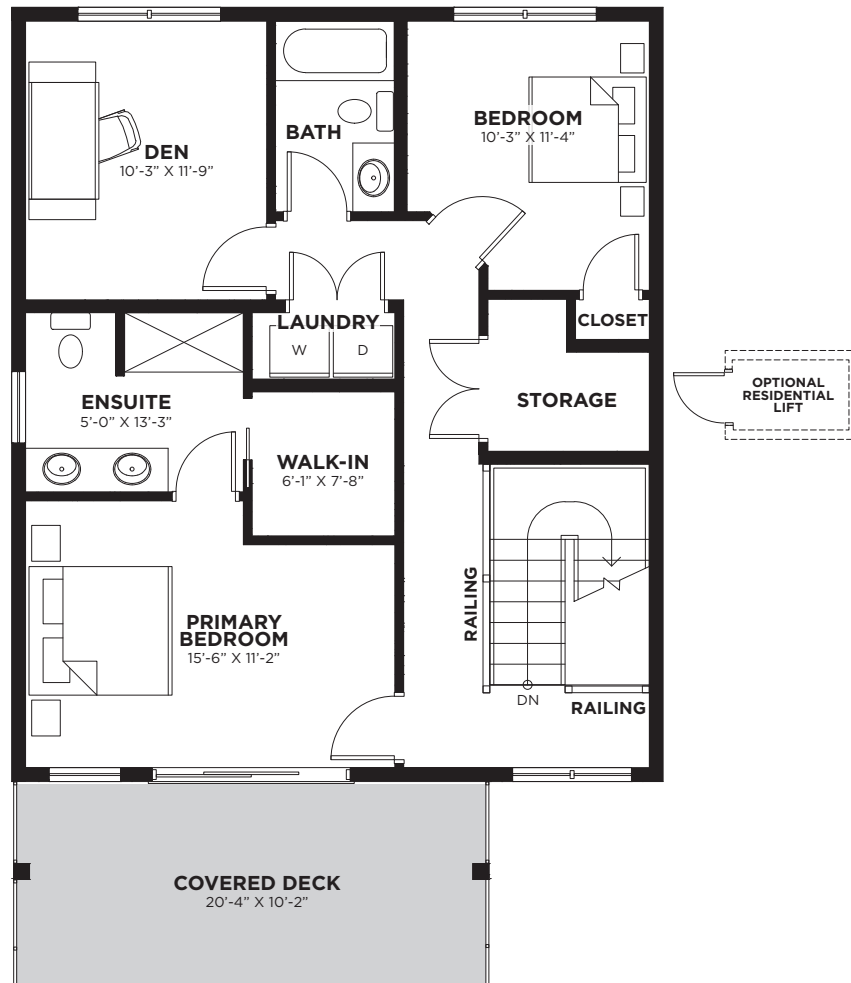 DEN
10'-3" X 11'-9"
BATH
BEDROOM
10'-3" X 11'-4"
LAUNDRY
W
D
CLOSET
ENSUITE
5'-0" X 13'-3"
STORAGE
OPTIONAL
RESIDENTIAL
LIFT
WALK-IN
6'-1" X 7'-8"
PRIMARY
BEDROOM
15'-6" X 11'-2"
RAILING
DN
RAILING
COVERED DECK
20'-4" X 10'-2"